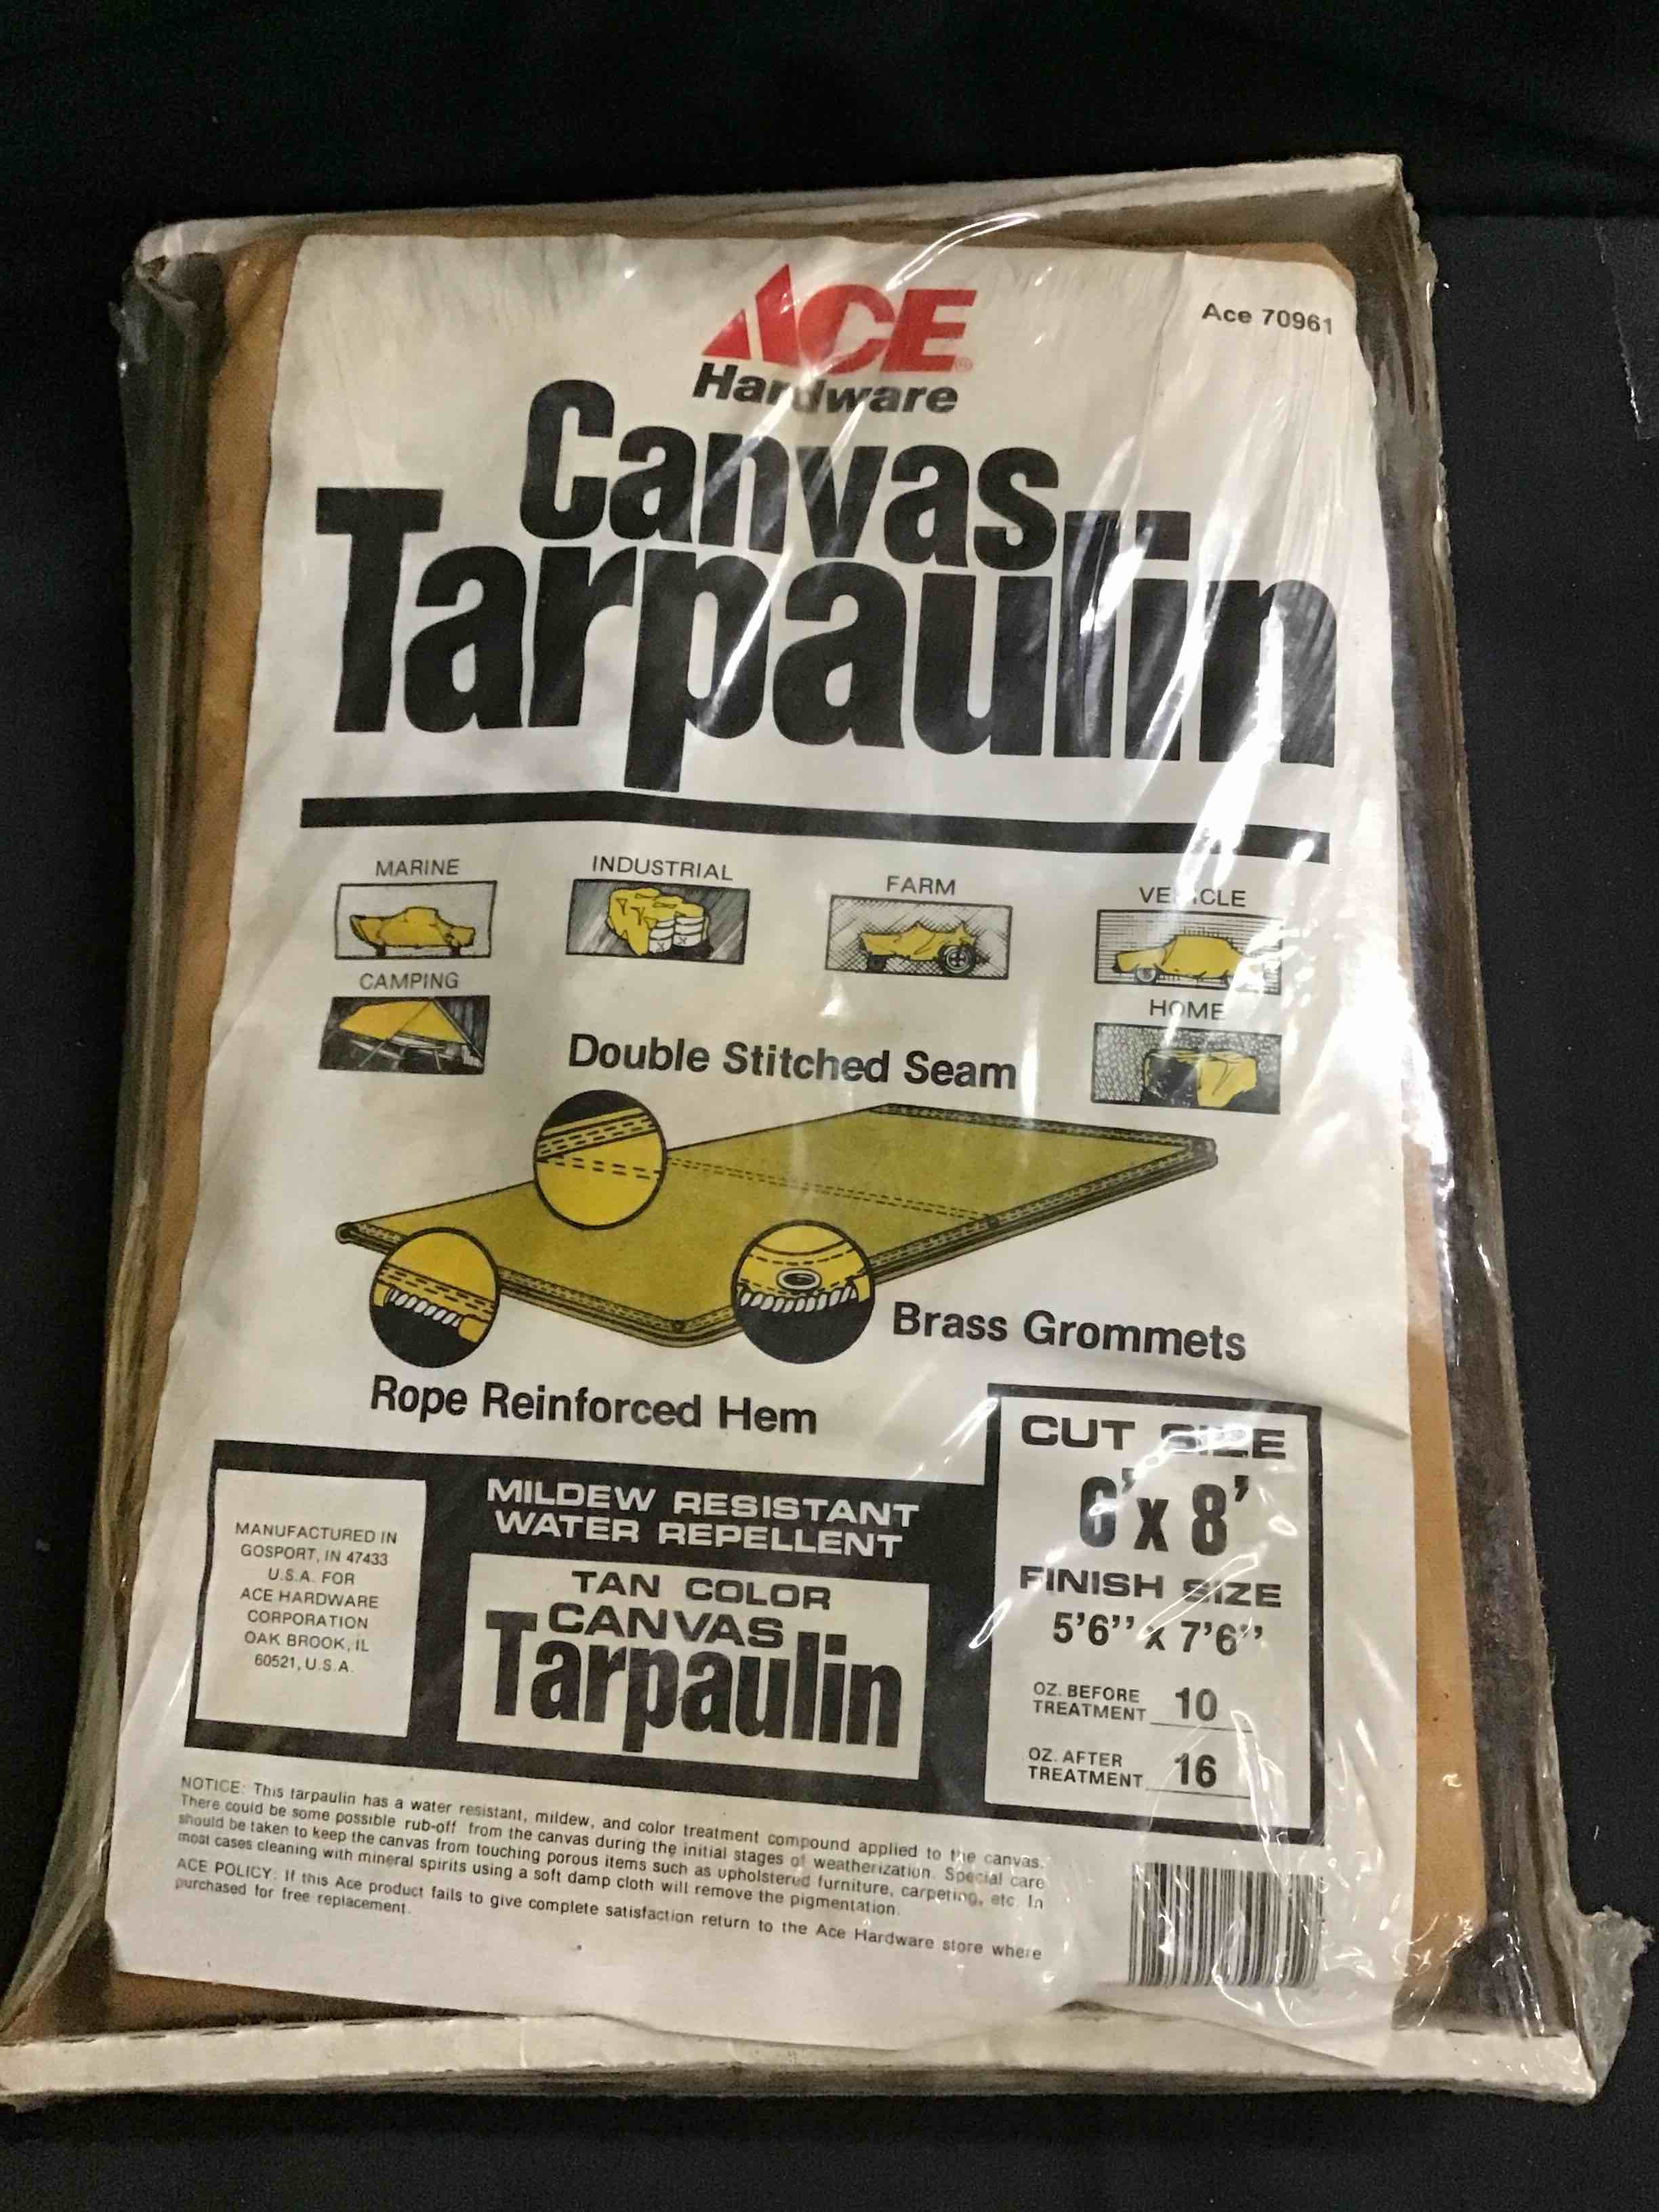 ACE
Hardware
Ace 70961
Canvas
Tarpaulin
MARINE
INDUSTRIAL
FARM
VEHICLE
CAMPING
HOME
Double Stitched Seam
Brass Grommets
Rope Reinforced Hem
MANUFACTURED IN
GOSPORT, IN 47433
U.S.A. FOR
ACE HARDWARE
CORPORATION
OAK BROOK, IL
60521, U.S.A.
MILDEW RESISTANT
WATER REPELLENT
TAN COLOR
CANVAS
Tarpaulin
CUT SIZE
6'x 8'
FINISH SIZE
5'6'' x 7'6''
OZ. BEFORE
TREATMENT 10
OZ. AFTER
TREATMENT 16
NOTICE: This tarpaulin has a water resistant, mildew, and color treatment compound applied to the canvas.
There could be some possible rub-off from the canvas during the initial stages of weatherization. Special care
should be taken to keep the canvas from touching porous items such as upholstered furniture, carpeting, etc. In
most cases cleaning with mineral spirits using a soft damp cloth will remove the pigmentation.
ACE POLICY: If this Ace product fails to give complete satisfaction return to the Ace Hardware store where
purchased for free replacement.